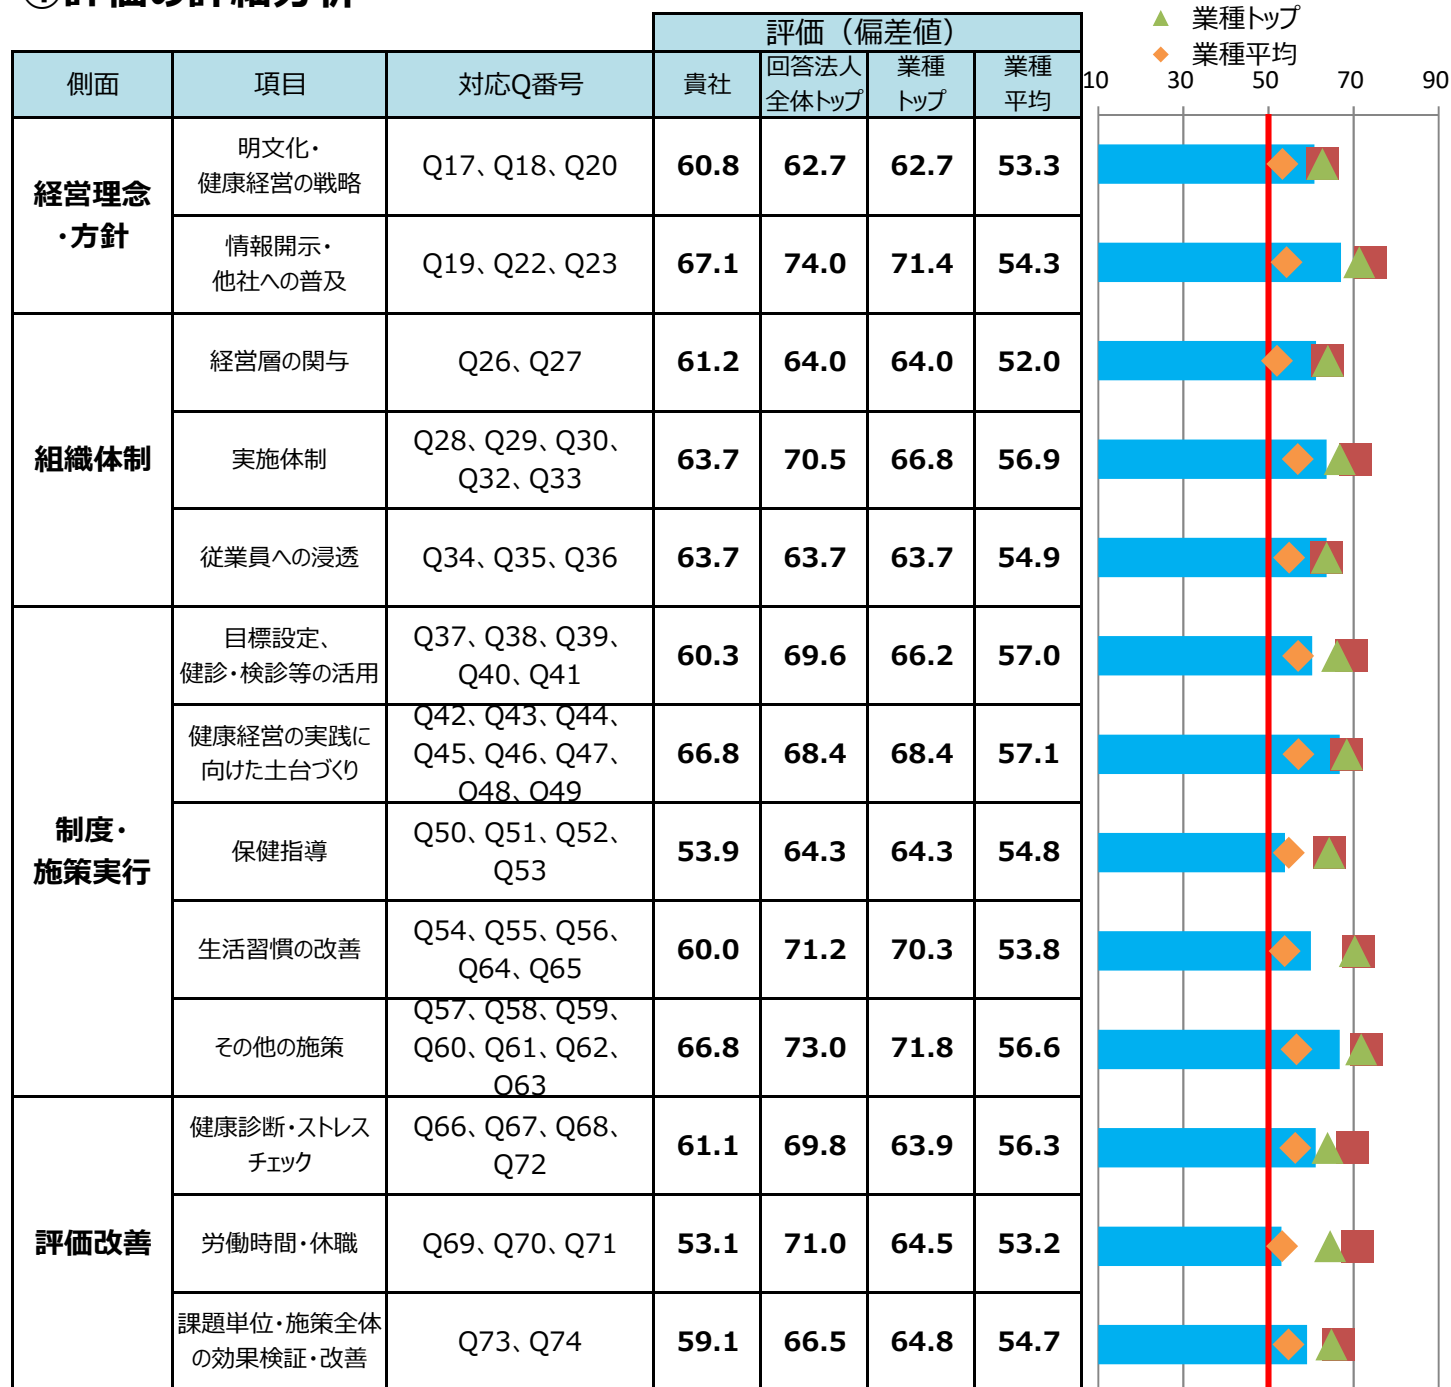 ①評価の詳細分析
▲ 業種トップ
◆ 業種平均
評価（偏差値）
側面 項目 対応Q番号 貴社 回答法人 業種 業種
全体トップ トップ 平均
10 30 50 70 90
経営理念
・方針
明文化・
健康経営の戦略
Q17、Q18、Q20 60.8 62.7 62.7 53.3
情報開示・
他社への普及
Q19、Q22、Q23 67.1 74.0 71.4 54.3
組織体制
経営層の関与 Q26、Q27 61.2 64.0 64.0 52.0
実施体制
Q28、Q29、Q30、
Q32、Q33
63.7 70.5 66.8 56.9
従業員への浸透 Q34、Q35、Q36 63.7 63.7 63.7 54.9
制度・
施策実行
目標設定、
健診・検診等の活用
Q37、Q38、Q39、
Q40、Q41
60.3 69.6 66.2 57.0
健康経営の実践に
向けた土台づくり
Q42、Q43、Q44、
Q45、Q46、Q47、
Q48、Q49
66.8 68.4 68.4 57.1
保健指導
Q50、Q51、Q52、
Q53
53.9 64.3 64.3 54.8
生活習慣の改善
Q54、Q55、Q56、
Q64、Q65
60.0 71.2 70.3 53.8
その他の施策
Q57、Q58、Q59、
Q60、Q61、Q62、
Q63
66.8 73.0 71.8 56.6
評価改善
健康診断・ストレス
チェック
Q66、Q67、Q68、
Q72
61.1 69.8 63.9 56.3
労働時間・休職 Q69、Q70、Q71 53.1 71.0 64.5 53.2
課題単位・施策全体
の効果検証・改善
Q73、Q74 59.1 66.5 64.8 54.7